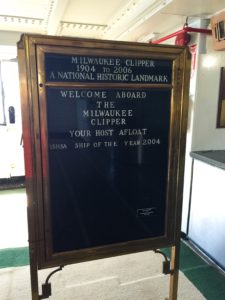 MILWAUKEE CLIPPER
1904 to 2006
A NATIONAL HISTORIC LANDMARK
WELCOME ABOARD
THE
MILWAUKEE
CLIPPER
YOUR HOST AFLOAT
SHIP OF THE YEAR 2004